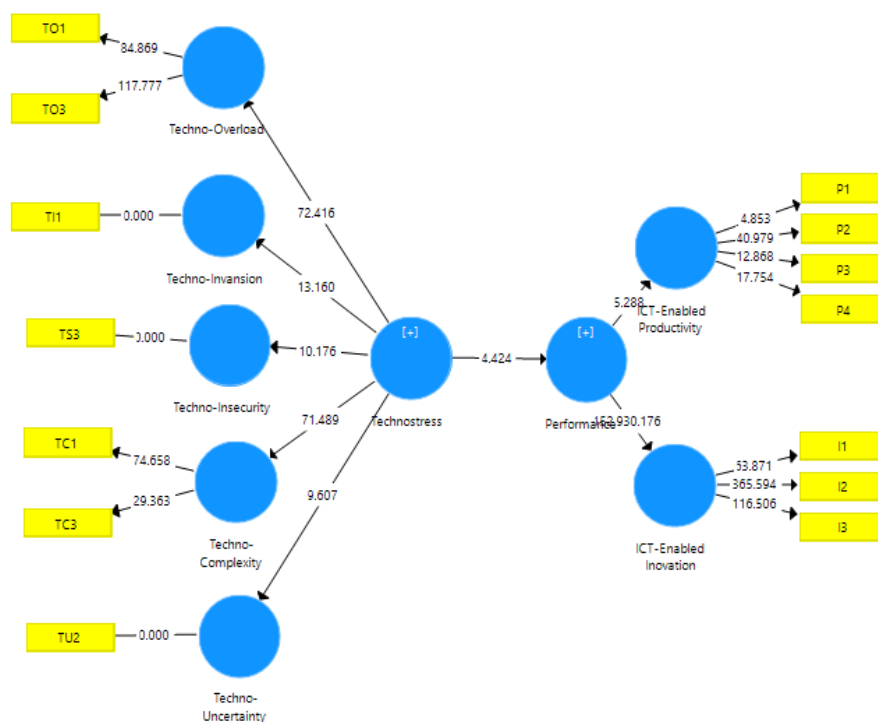 TO1
84.869
117.777
TO3
Techno-Overload
72.416
TI1
0.000
Techno-Invansion
13.160
TS3
0.000
Techno-Insecurity
10.176
TC1
74.658
29.363
TC3
Techno-
Complexity
71.489
TU2
0.000
Techno-
Uncertainty
9.607
[+]
Technostress
4.424
[+]
Performance
5.288
ICT-Enabled
Productivity
4.853
40.979
12.868
17.754
P1
P2
P3
P4
ICT-Enabled
Inovation
53.871
365.594
116.506
I1
I2
I3